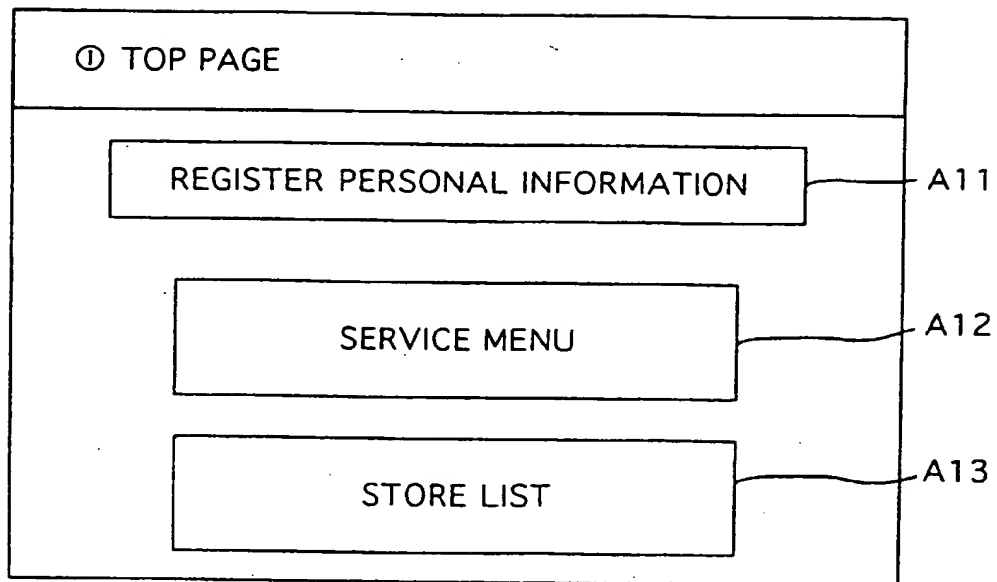 ① TOP PAGE
REGISTER PERSONAL INFORMATION
A11
SERVICE MENU
A12
STORE LIST
A13